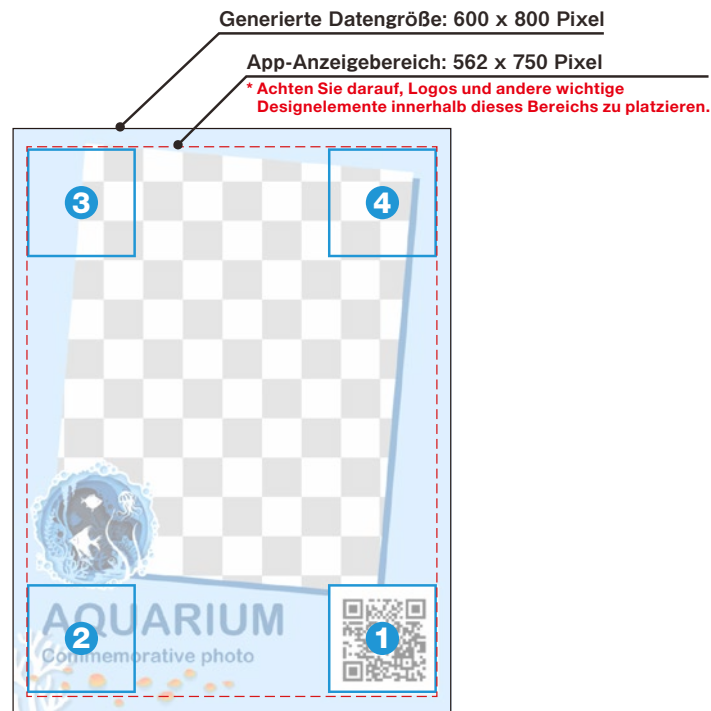 Generierte Datengröße: 600 x 800 Pixel
App-Anzeigebereich: 562 x 750 Pixel
* Achten Sie darauf, Logos und andere wichtige
Designelemente innerhalb dieses Bereichs zu platzieren.
3
4
AQUARIUM
2
1
Commemorative photo